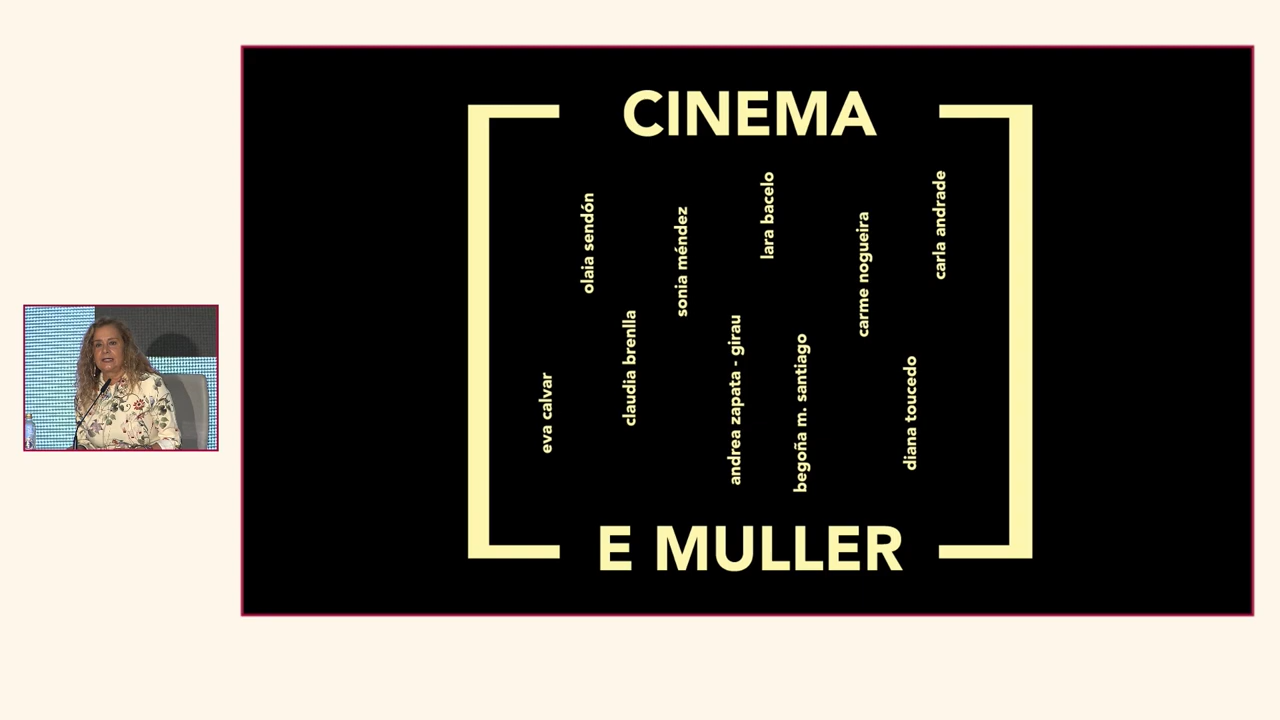 CINEMA
eva calvar
olaia sendón
claudia brenlla
sonia méndez
andrea zapata - girau
lara bacelo
begoña m. santiago
carme nogueira
diana toucedo
carla andrade
E MULLER